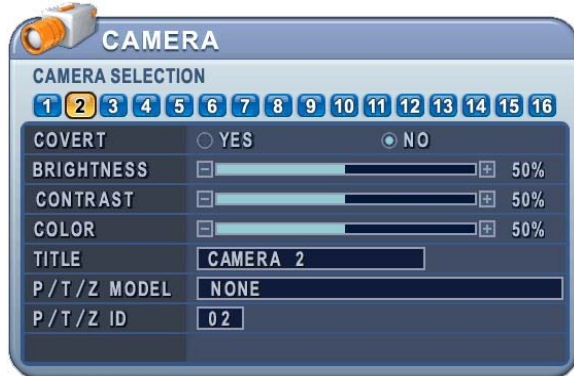 CAMERA
CAMERA SELECTION
1 2 3 4 5 6 7 8 9 10 11 12 13 14 15 16
COVERT YES NO
BRIGHTNESS 50%
CONTRAST 50%
COLOR 50%
TITLE CAMERA 2
P/T/Z MODEL NONE
P/T/Z ID 02